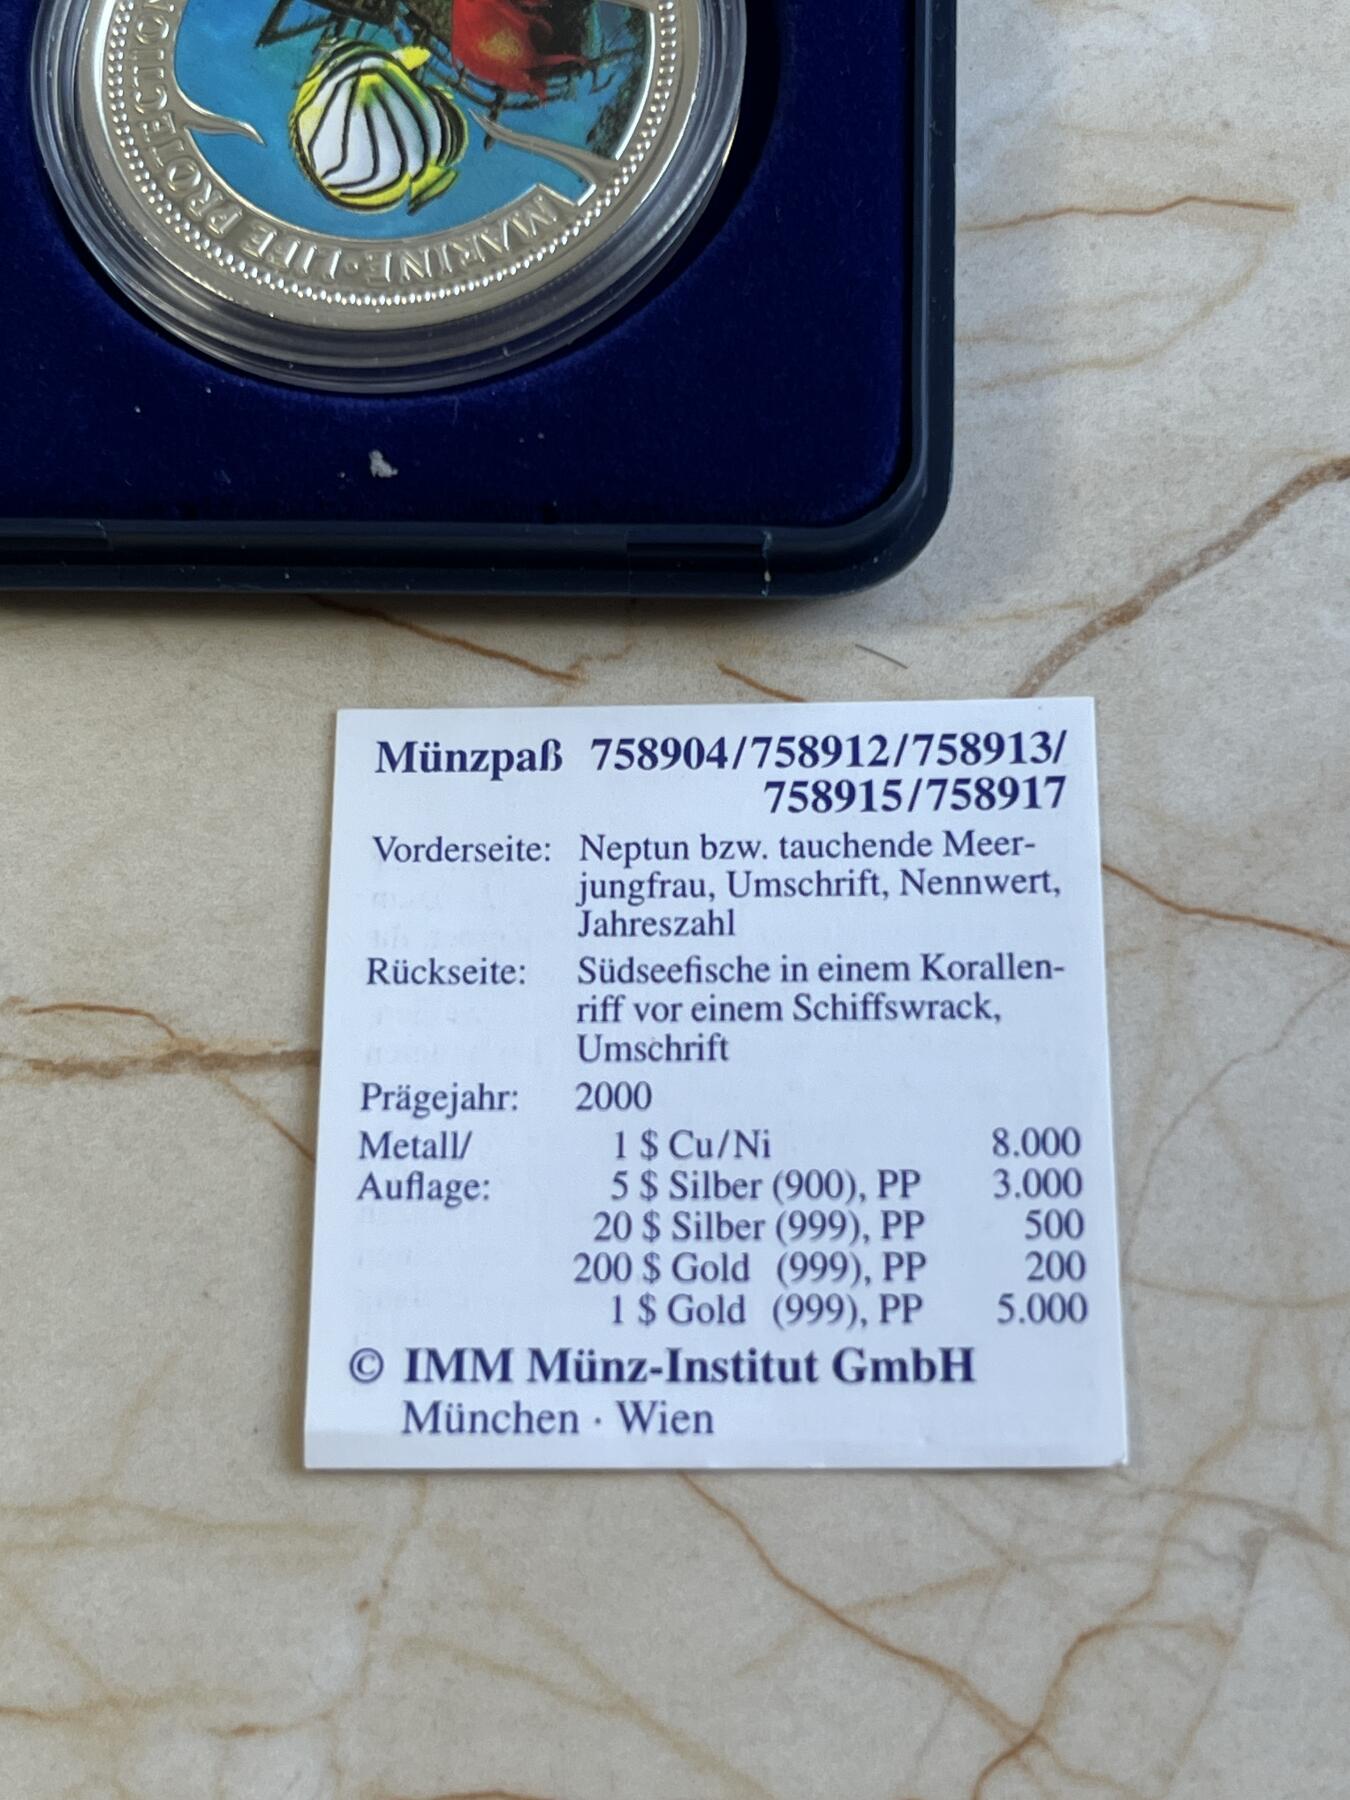 MARINE · LIFE PROTECTION
Münzpaß 758904/758912/758913/
758915/758917
Vorderseite: Neptun bzw. tauchende Meer-
jungfrau, Umschrift, Nennwert,
Jahreszahl
Rückseite: Südseefische in einem Korallen-
riff vor einem Schiffswrack,
Umschrift
Prägejahr: 2000
Metall/ 1 $ Cu/Ni 8.000
Auflage: 5 $ Silber (900), PP 3.000
20 $ Silber (999), PP 500
200 $ Gold (999), PP 200
1 $ Gold (999), PP 5.000
© IMM Münz-Institut GmbH
München · Wien